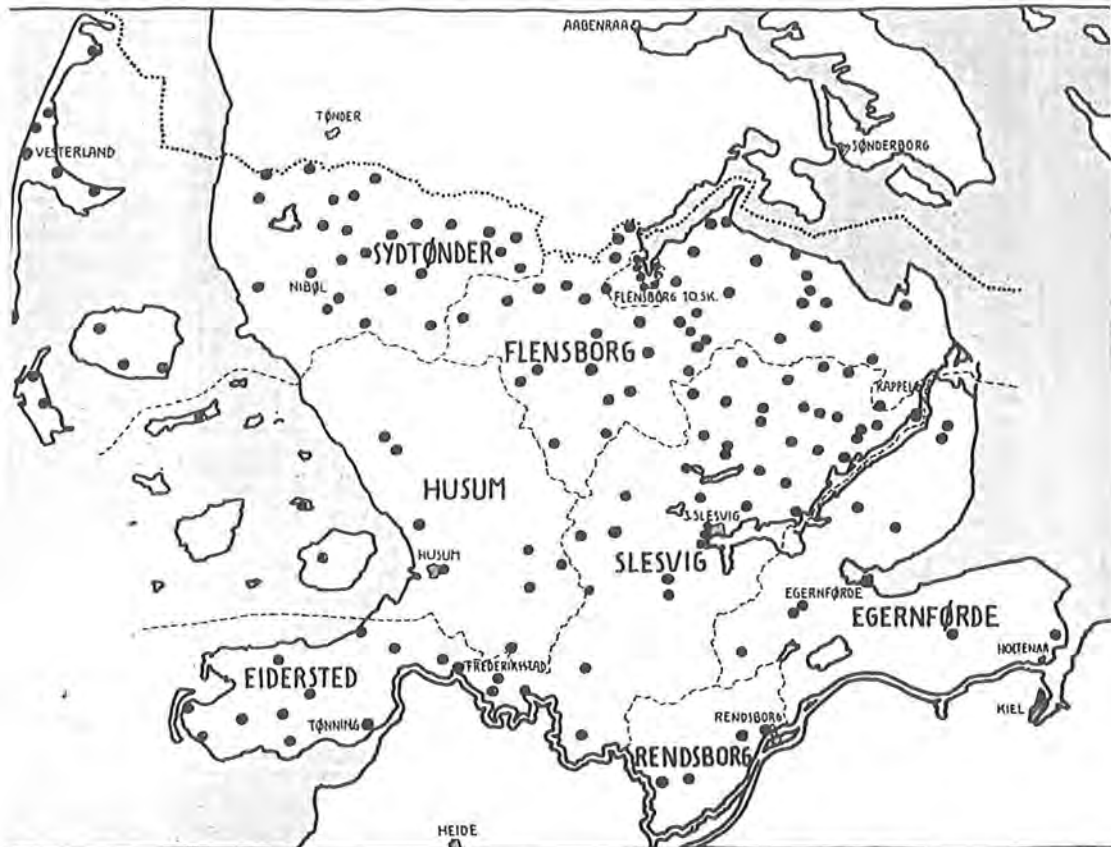 AABENRAA
TØNDER
SØNDERBORG
VESTERLAND
SYDTØNDER
NIBØL
FLENSBORG 10.SK.
FLENSBORG
KAPPEL
HUSUM
S.SLESVIG
HUSUM
SLESVIG
EGERNFØRDE
EGERNFØRDE
HOLTENAA
FREDERIKSSTAD
EIDERSTED
TØNNING
RENDSBORG
KIEL
RENDSBORG
HEIDE